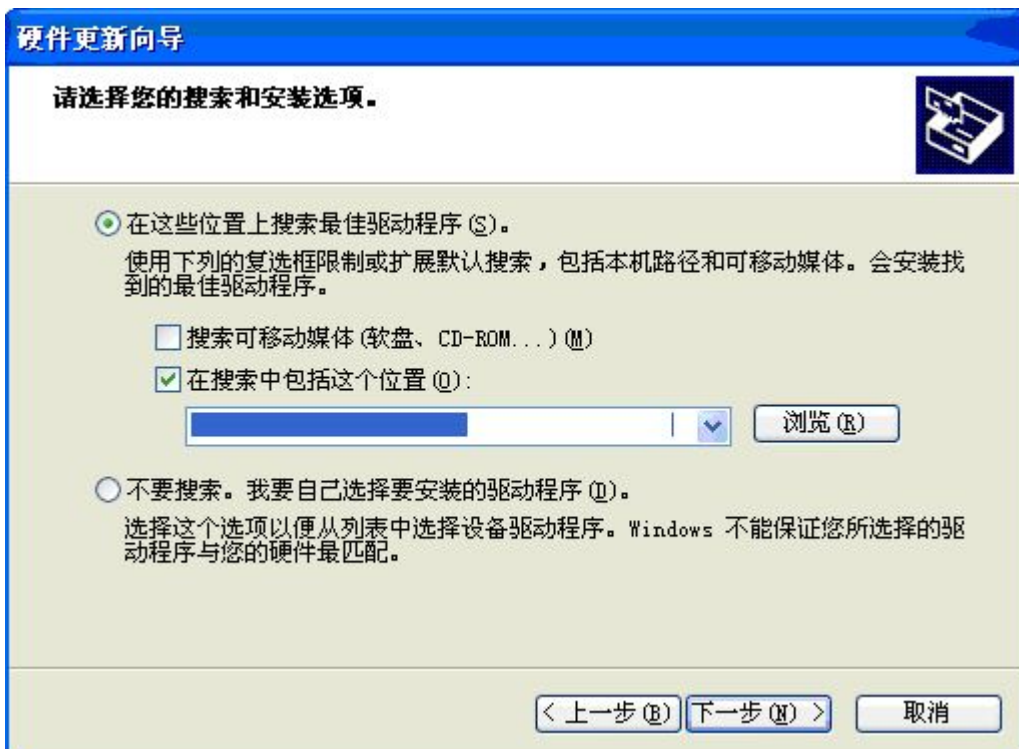 硬件更新向导
请选择您的搜索和安装选项。
在这些位置上搜索最佳驱动程序(S)。
使用下列的复选框限制或扩展默认搜索，包括本机路径和可移动媒体。会安装找
到的最佳驱动程序。
搜索可移动媒体(软盘、CD-ROM...)(M)
在搜索中包括这个位置(O):
浏览(R)
不要搜索。我要自己选择要安装的驱动程序(D)。
选择这个选项以便从列表中选择设备驱动程序。Windows 不能保证您所选择的驱
动程序与您的硬件最匹配。
< 上一步(B) 下一步(N) > 取消